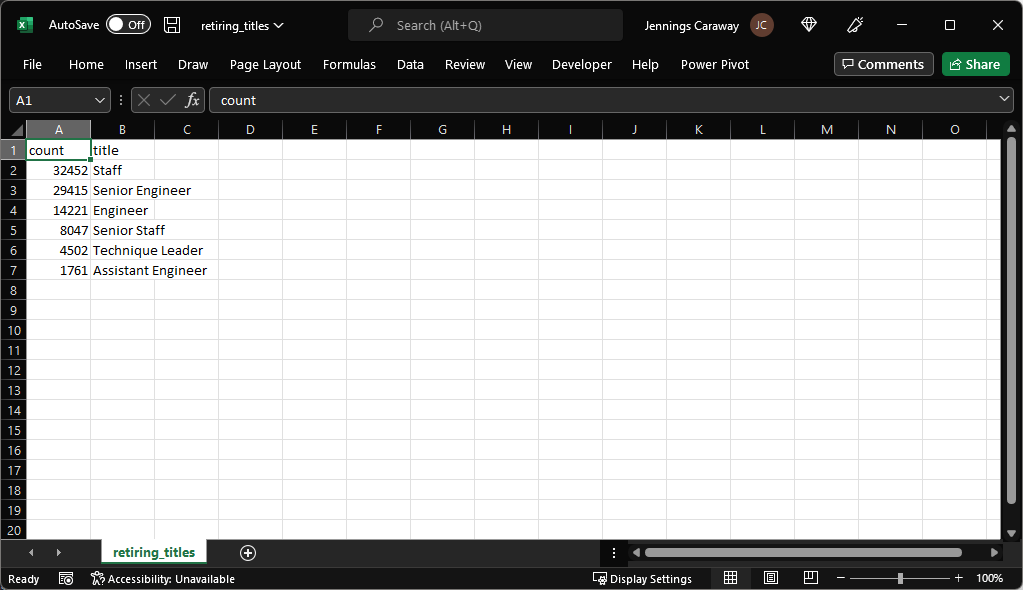 AutoSave Off retiring_titles Search (Alt+Q) Jennings Caraway JC
File Home Insert Draw Page Layout Formulas Data Review View Developer Help Power Pivot Comments Share
A1 fx count
A B C D E F G H I J K L M N O
1 count title
2 32452 Staff
3 29415 Senior Engineer
4 14221 Engineer
5 8047 Senior Staff
6 4502 Technique Leader
7 1761 Assistant Engineer
8
9
10
11
12
13
14
15
16
17
18
19
20
retiring_titles
Ready Accessibility: Unavailable Display Settings 100%